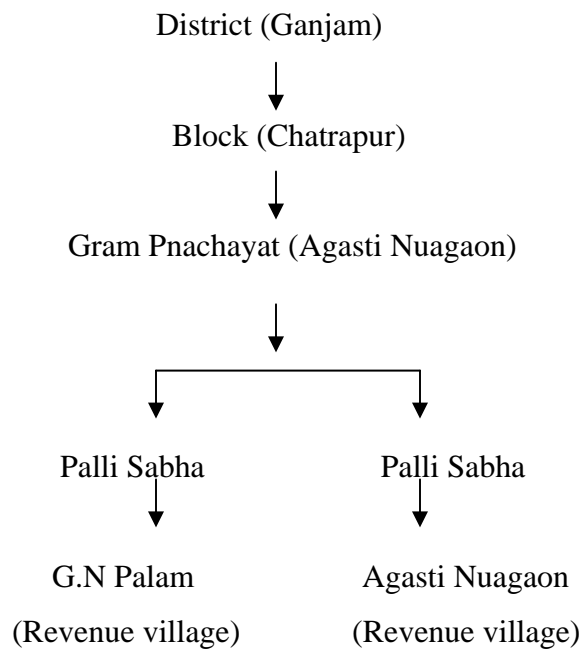 District (Ganjam)
Block (Chatrapur)
Gram Pnachayat (Agasti Nuagaon)
Palli Sabha
Palli Sabha
G.N Palam
Agasti Nuagaon
(Revenue village)
(Revenue village)